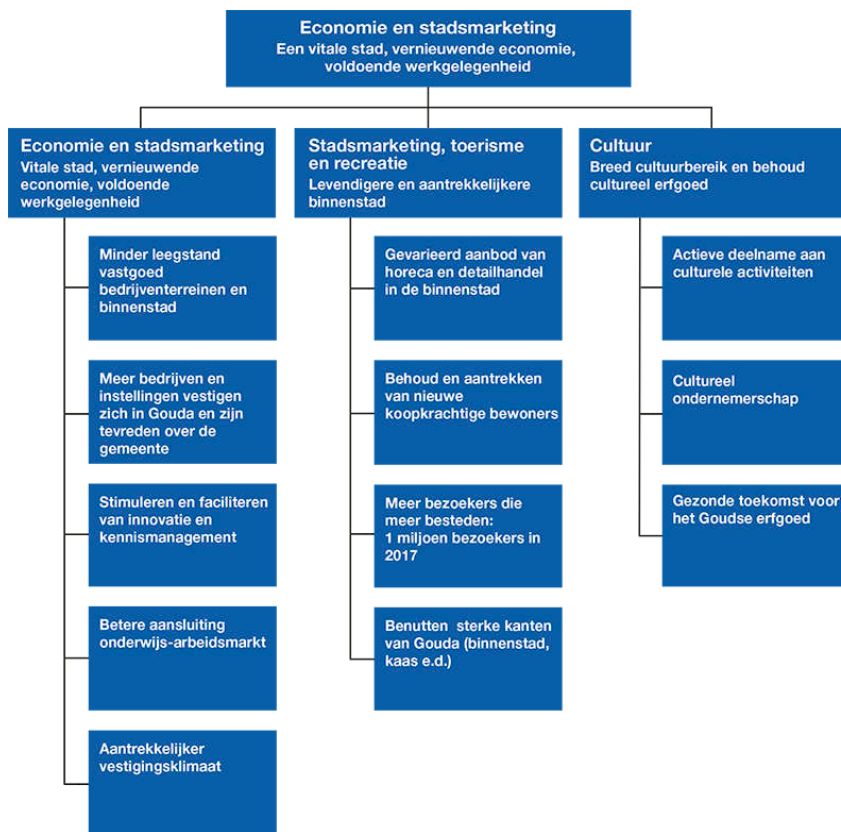 Economie en stadsmarketing
Een vitale stad, vernieuwende economie,
voldoende werkgelegenheid
Economie en stadsmarketing
Vitale stad, vernieuwende
economie, voldoende
werkgelegenheid
Minder leegstand
vastgoed
bedrijventerreinen en
binnenstad
Meer bedrijven en
instellingen vestigen
zich in Gouda en zijn
tevreden over de
gemeente
Stimuleren en faciliteren
van innovatie en
kennismanagement
Betere aansluiting
onderwijs-arbeidsmarkt
Aantrekkelijker
vestigingsklimaat
Stadsmarketing, toerisme
en recreatie
Levendigere en aantrekkelijkere
binnenstad
Gevarieerd aanbod van
horeca en detailhandel
in de binnenstad
Behoud en aantrekken
van nieuwe
koopkrachtige bewoners
Meer bezoekers die
meer besteden:
1 miljoen bezoekers in
2017
Benutten sterke kanten
van Gouda (binnenstad,
kaas e.d.)
Cultuur
Breed cultuurbereik en behoud
cultureel erfgoed
Actieve deelname aan
culturele activiteiten
Cultureel
ondernemerschap
Gezonde toekomst voor
het Goudse erfgoed